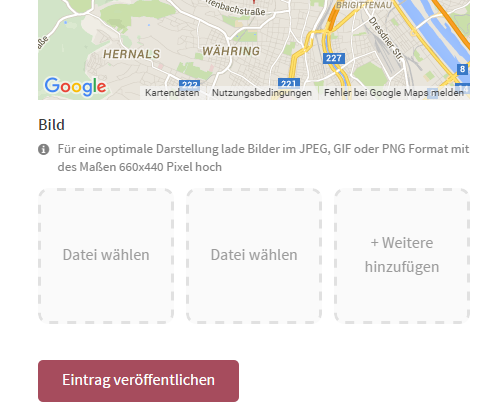 enbachstraße
BRIGITTENAU
HERNALS
WÄHRING
Dresdner Str.
227
8
222
221
Google
Kartendaten Nutzungsbedingungen Fehler bei Google Maps melden
Bild
Für eine optimale Darstellung lade Bilder im JPEG, GIF oder PNG Format mit
des Maßen 660x440 Pixel hoch
Datei wählen
Datei wählen
+ Weitere
hinzufügen
Eintrag veröffentlichen